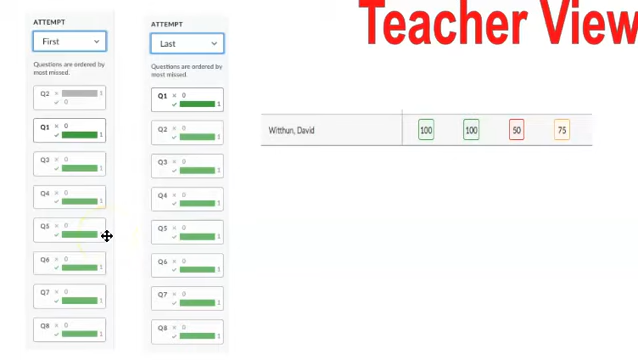 Teacher View
ATTEMPT
First
Questions are ordered by
most missed.
Q2 × 1
✓ 0
Q1 × 0
✓ 1
Q3 × 0
✓ 1
Q4 × 0
✓ 1
Q5 × 0
✓
Q6 × 0
✓ 1
Q7 × 0
✓ 1
Q8 × 0
✓ 1
ATTEMPT
Last
Questions are ordered by
most missed.
Q1 × 0
✓ 1
Q2 × 0
✓ 1
Q3 × 0
✓ 1
Q4 × 0
✓ 1
Q5 × 0
✓ 1
Q6 × 0
✓ 1
Q7 × 0
✓ 1
Q8 × 0
✓ 1
Witthun, David 100 100 50 75